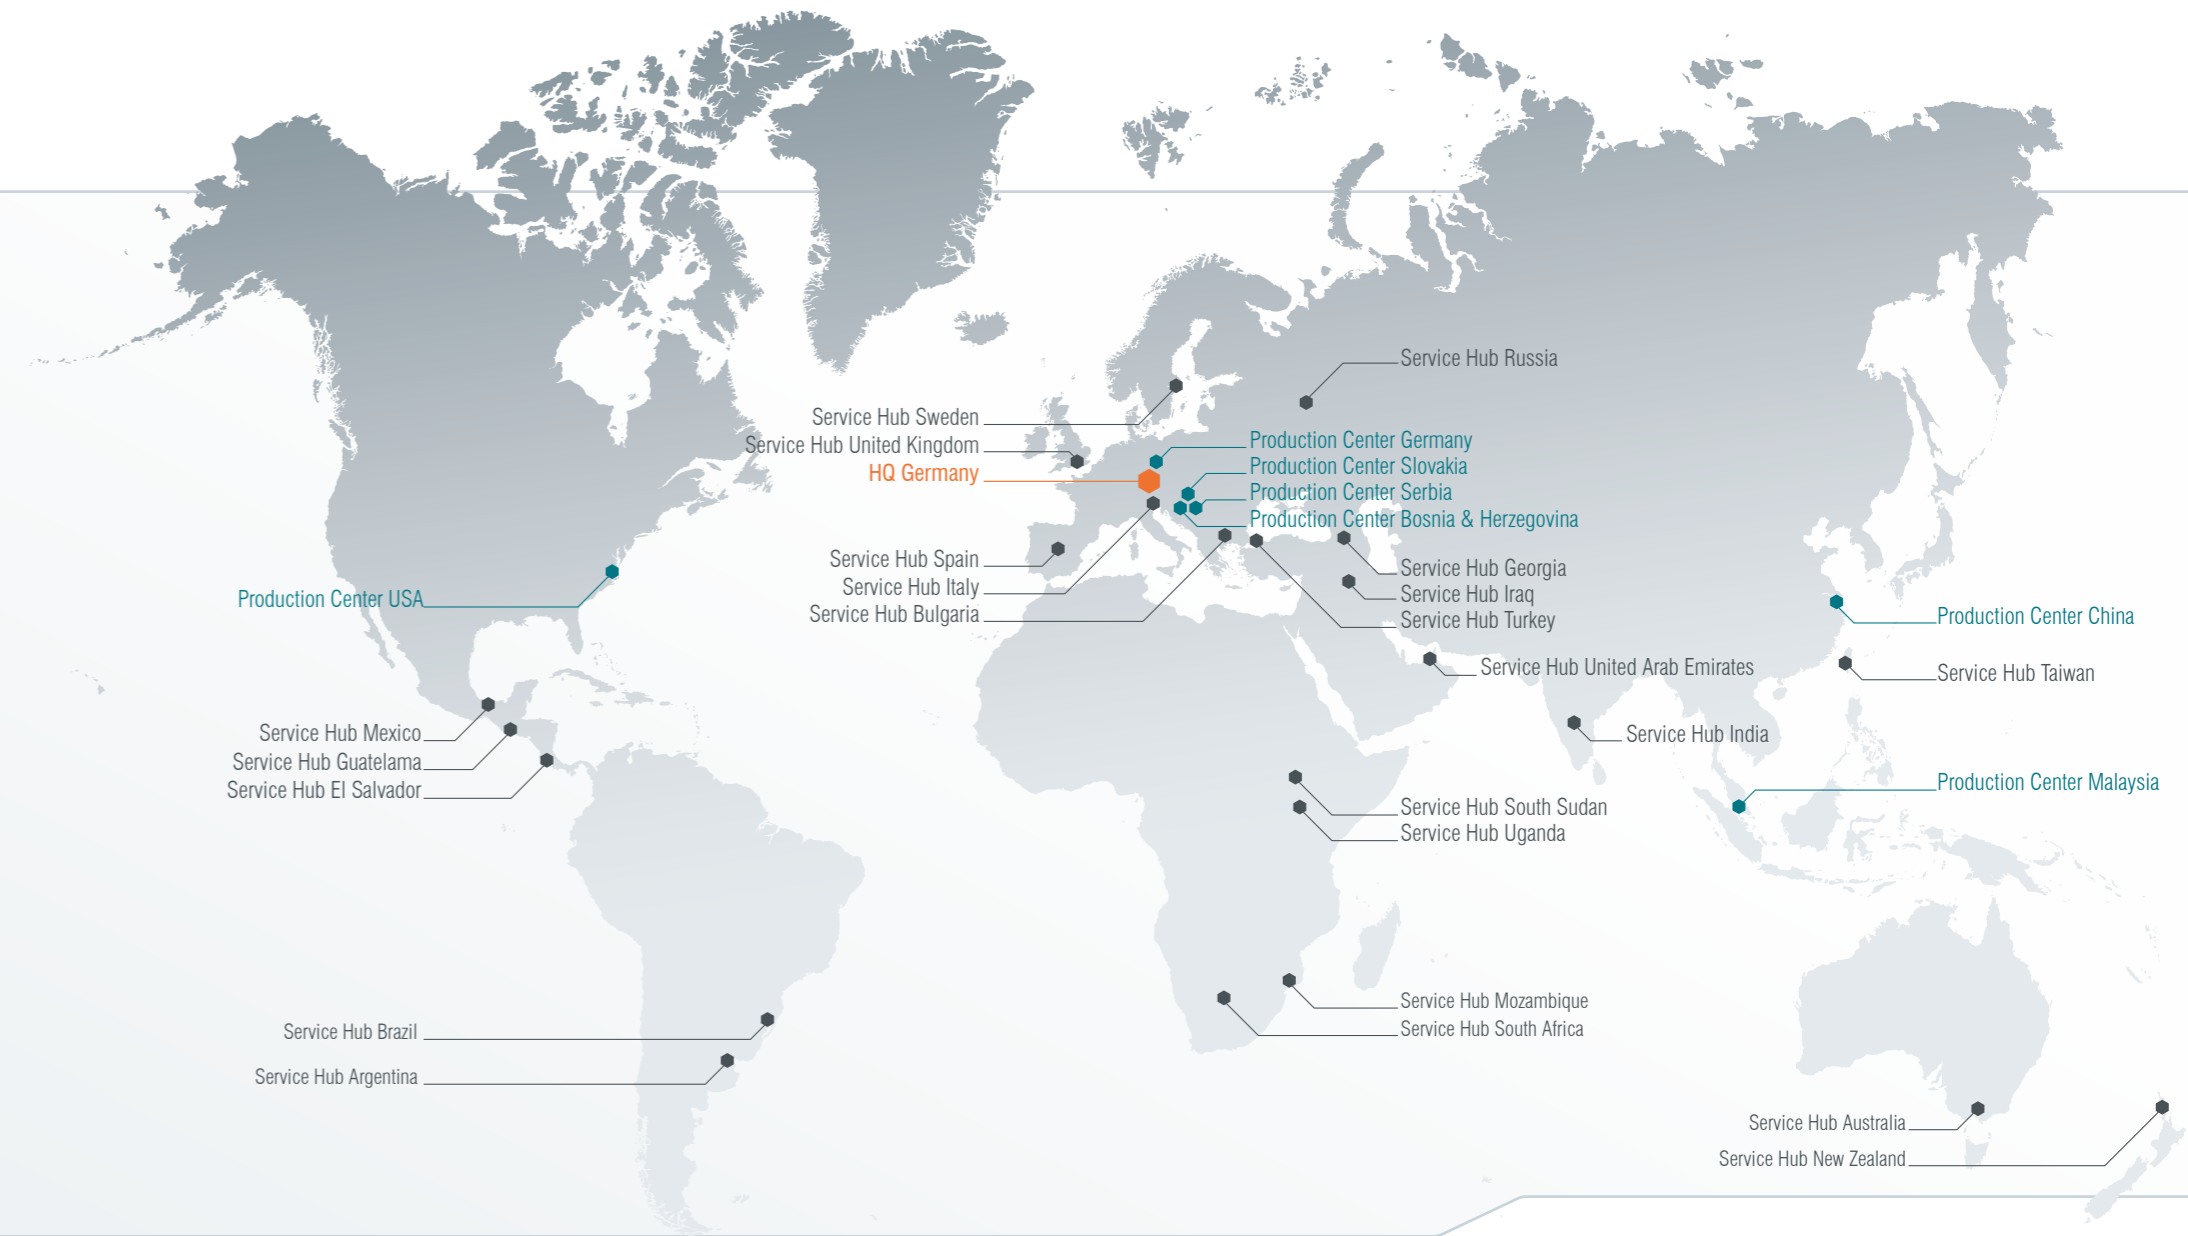 Service Hub Russia
Service Hub Sweden
Service Hub United Kingdom
HQ Germany
Production Center Germany
Production Center Slovakia
Production Center Serbia
Production Center Bosnia & Herzegovina
Service Hub Spain
Service Hub Italy
Service Hub Bulgaria
Service Hub Georgia
Service Hub Iraq
Service Hub Turkey
Production Center USA
Production Center China
Service Hub United Arab Emirates
Service Hub Taiwan
Service Hub Mexico
Service Hub Guatelama
Service Hub El Salvador
Service Hub India
Production Center Malaysia
Service Hub South Sudan
Service Hub Uganda
Service Hub Mozambique
Service Hub South Africa
Service Hub Brazil
Service Hub Argentina
Service Hub Australia
Service Hub New Zealand